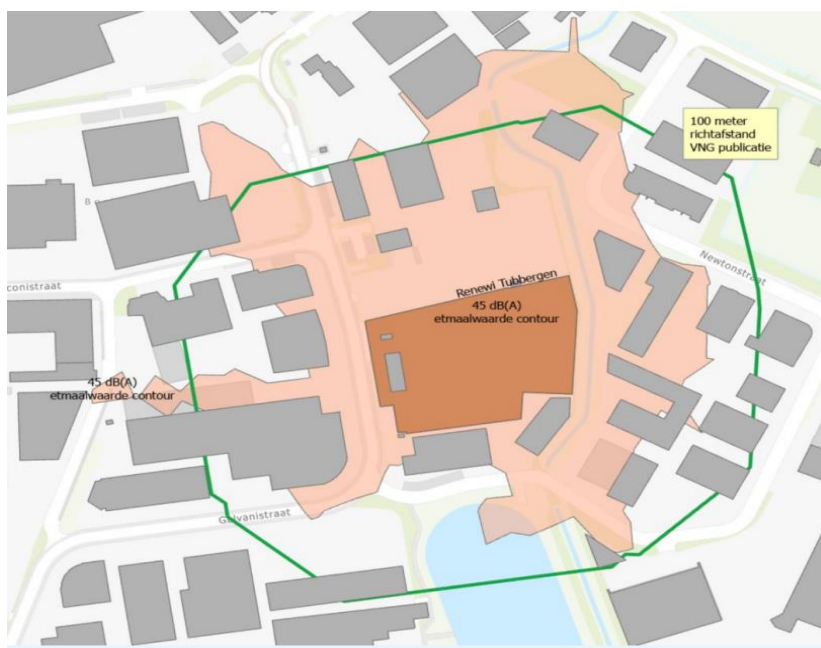 100 meter
richtafstand
VNG publicatie
B e
Newtonstraat
conistraat
Renewi Tubbergen
45 dB(A)
etmaalwaarde contour
45 dB(A)
etmaalwaarde contour
Galvanistraat